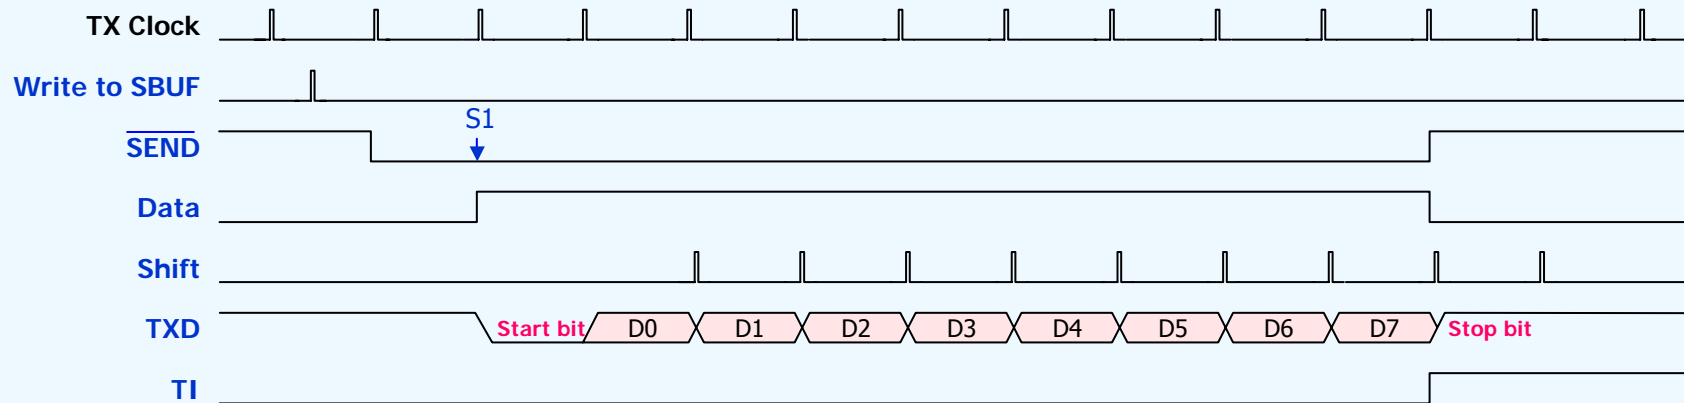 TX Clock
Write to SBUF
S1
SEND
Data
Shift
TXD Start bit D0 D1 D2 D3 D4 D5 D6 D7 Stop bit
TI